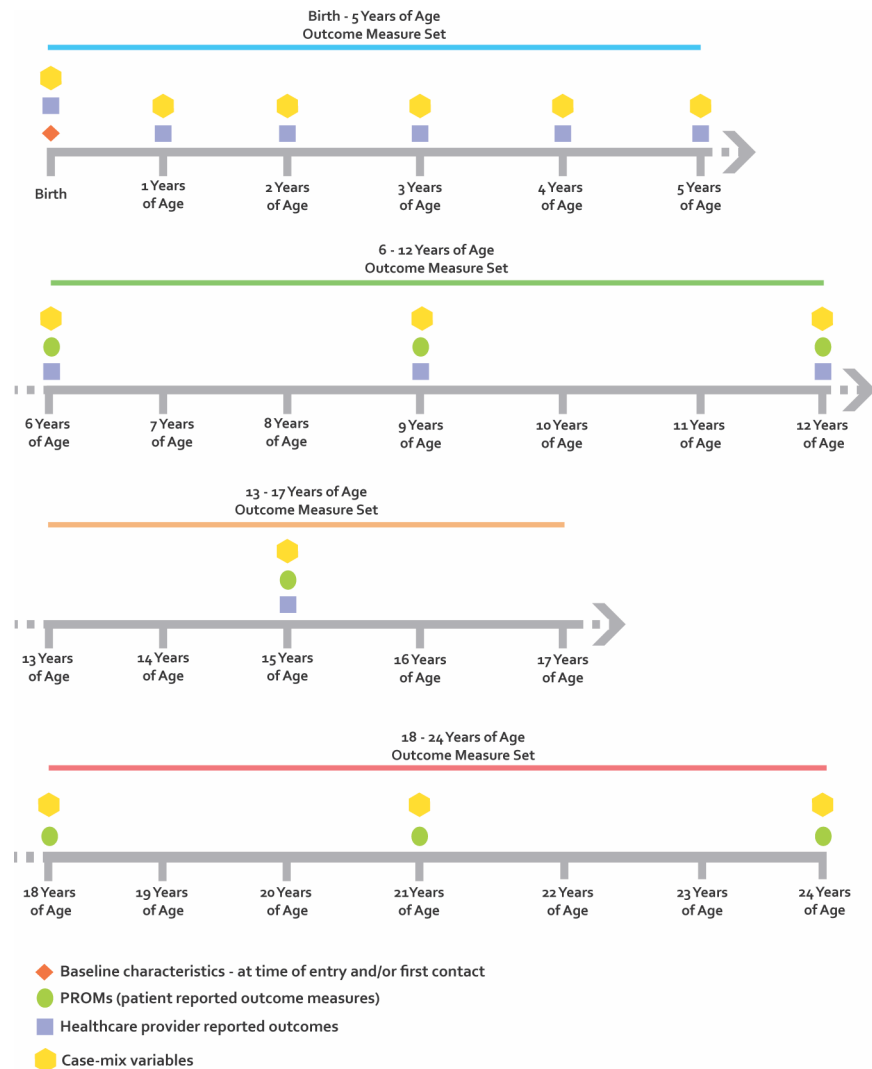 Birth - 5 Years of Age
Outcome Measure Set
Birth
1 Years
of Age
2 Years
of Age
3 Years
of Age
4 Years
of Age
5 Years
of Age
6 - 12 Years of Age
Outcome Measure Set
6 Years
of Age
7 Years
of Age
8 Years
of Age
9 Years
of Age
10 Years
of Age
11 Years
of Age
12 Years
of Age
13 - 17 Years of Age
Outcome Measure Set
13 Years
of Age
14 Years
of Age
15 Years
of Age
16 Years
of Age
17 Years
of Age
18 - 24 Years of Age
Outcome Measure Set
18 Years
of Age
19 Years
of Age
20 Years
of Age
21 Years
of Age
22 Years
of Age
23 Years
of Age
24 Years
of Age
Baseline characteristics - at time of entry and/or first contact
PROMs (patient reported outcome measures)
Healthcare provider reported outcomes
Case-mix variables